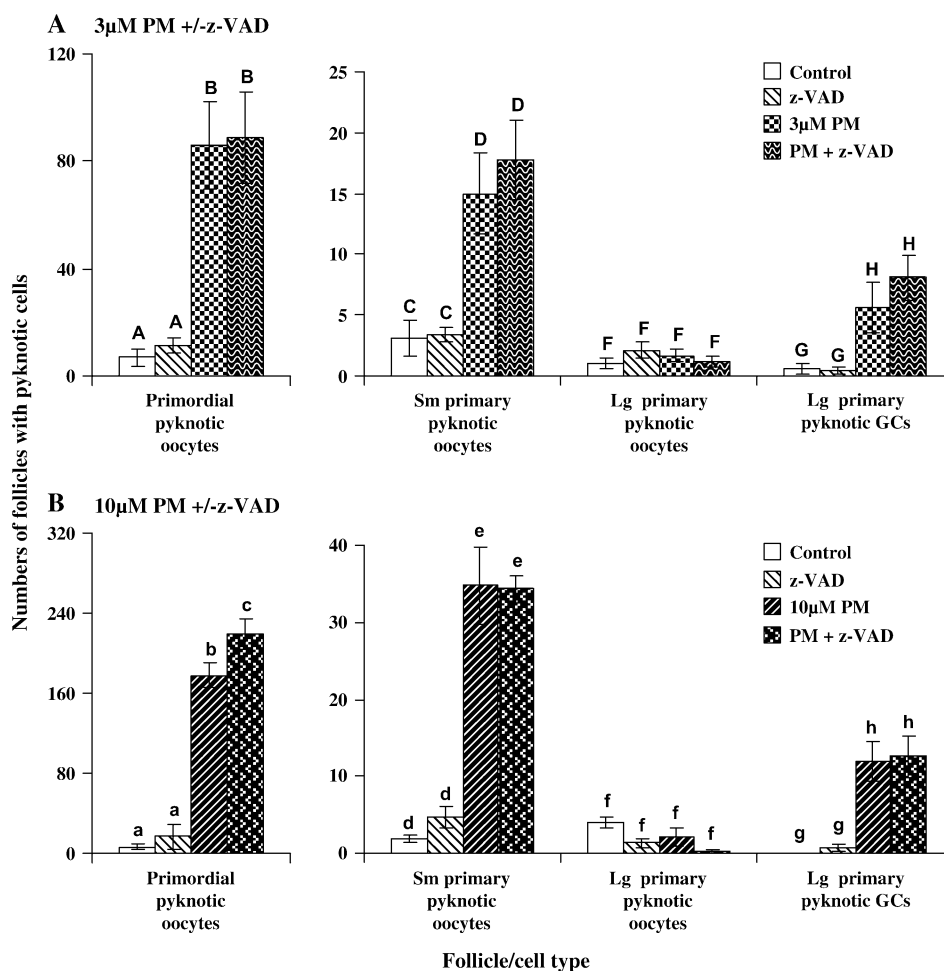 A 3µM PM +/-z-VAD
120
80
40
0
A
A
B
B
Primordial
pyknotic
oocytes
25
20
15
10
5
0
C
C
D
D
F
F
F
F
G
G
H
H
Sm primary
pyknotic
oocytes
Lg primary
pyknotic
oocytes
Lg primary
pyknotic GCs
Control
z-VAD
3µM PM
PM + z-VAD
Numbers of follicles with pyknotic cells
B 10µM PM +/-z-VAD
320
240
160
80
0
a
a
b
c
Primordial
pyknotic
oocytes
40
30
20
10
0
d
d
e
e
f
f
f
f
g
g
h
h
Sm primary
pyknotic
oocytes
Lg primary
pyknotic
oocytes
Lg primary
pyknotic GCs
Control
z-VAD
10µM PM
PM + z-VAD
Follicle/cell type